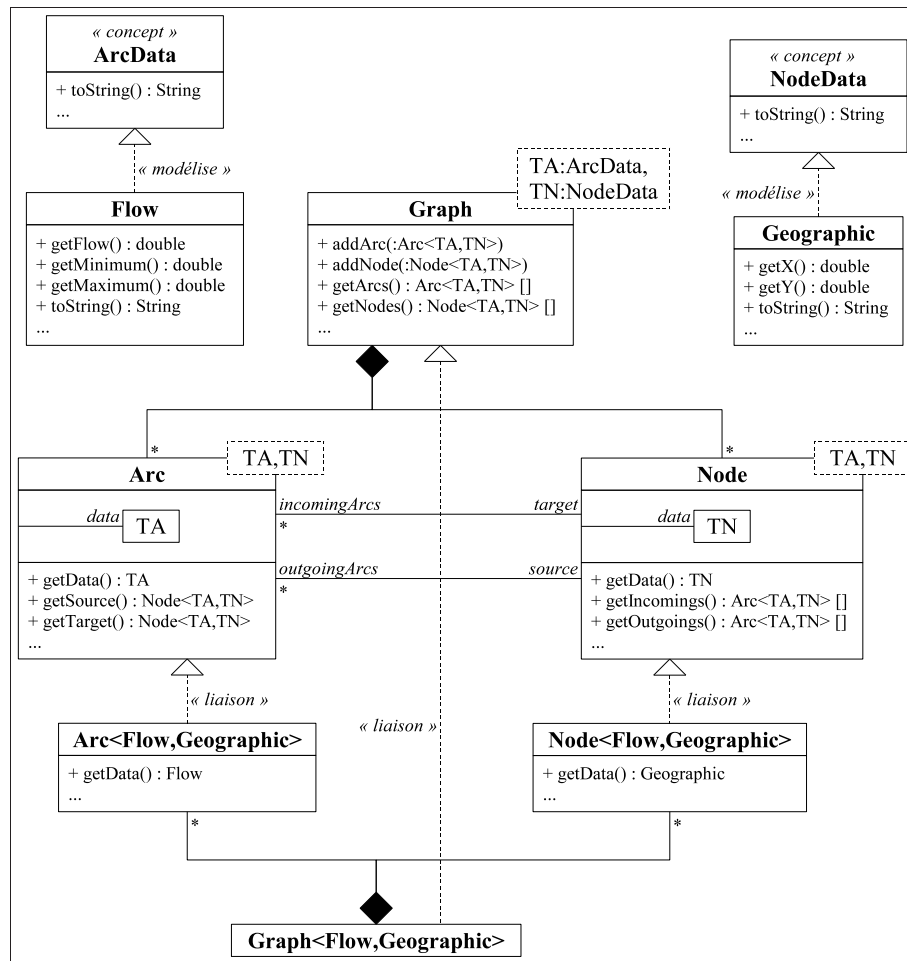 « concept »
ArcData
+ toString() : String
...
« concept »
NodeData
+ toString() : String
...
« modélise »
« modélise »
TA:ArcData,
TN:NodeData
Flow
+ getFlow() : double
+ getMinimum() : double
+ getMaximum() : double
+ toString() : String
...
Graph
+ addArc(:Arc<TA,TN>)
+ addNode(:Node<TA,TN>)
+ getArcs() : Arc<TA,TN> []
+ getNodes() : Node<TA,TN> []
...
Geographic
+ getX() : double
+ getY() : double
+ toString() : String
...
*
*
TA,TN
Arc
data
TA
+ getData() : TA
+ getSource() : Node<TA,TN>
+ getTarget() : Node<TA,TN>
...
incomingArcs
*
target
outgoingArcs
*
source
TA,TN
Node
data
TN
+ getData() : TN
+ getIncomings() : Arc<TA,TN> []
+ getOutgoings() : Arc<TA,TN> []
...
« liaison »
« liaison »
« liaison »
Arc<Flow,Geographic>
+ getData() : Flow
...
Node<Flow,Geographic>
+ getData() : Geographic
...
*
*
Graph<Flow,Geographic>